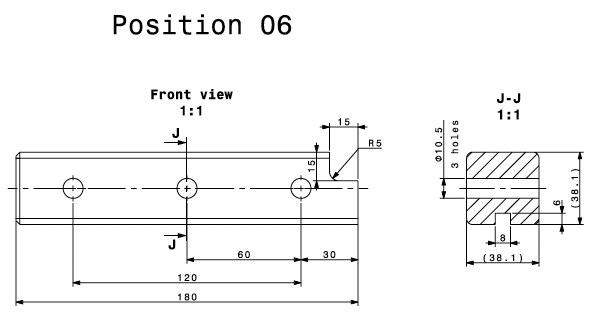 Position 06
Front view
1:1
J
15
R5
15
J
60
30
120
180
J-J
1:1
Φ10.5
3 holes
(38.1)
6
8
(38.1)